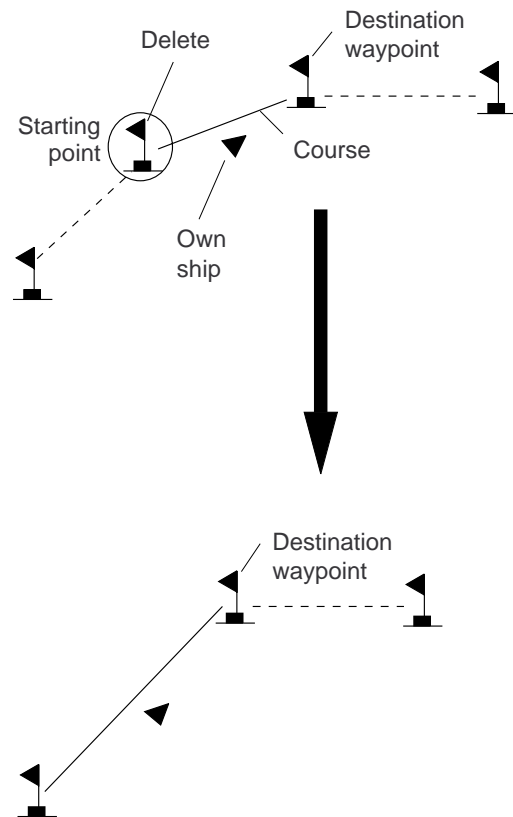 Delete
Destination
waypoint
Starting
point
Course
Own
ship
Destination
waypoint